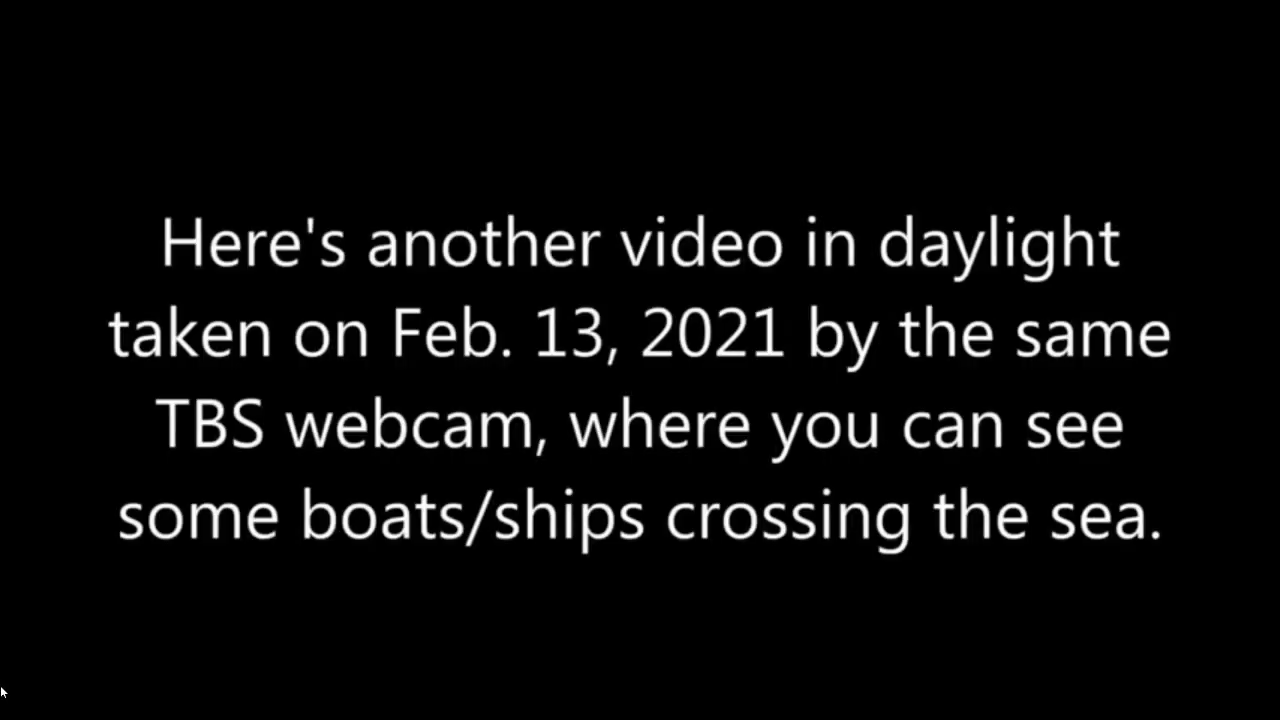 Here's another video in daylight
taken on Feb. 13, 2021 by the same
TBS webcam, where you can see
some boats/ships crossing the sea.